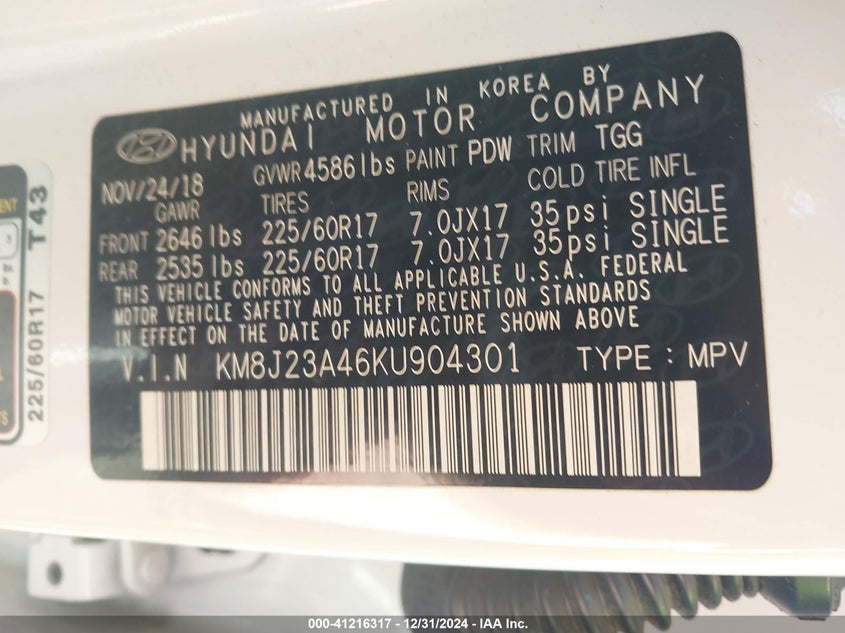 MANUFACTURED IN KOREA BY
HYUNDAI MOTOR COMPANY
NOV/24/18 GVWR 4586 lbs PAINT PDW TRIM TGG
GAWR TIRES RIMS COLD TIRE INFL
FRONT 2646 lbs 225/60R17 7.0JX17 35psi SINGLE
REAR 2535 lbs 225/60R17 7.0JX17 35psi SINGLE
THIS VEHICLE CONFORMS TO ALL APPLICABLE U.S.A. FEDERAL
MOTOR VEHICLE SAFETY AND THEFT PREVENTION STANDARDS
IN EFFECT ON THE DATE OF MANUFACTURE SHOWN ABOVE
V.I.N KM8J23A46KU904301 TYPE : MPV
225/60R17 T43
000-41216317 - 12/31/2024 - © IAA, Inc.